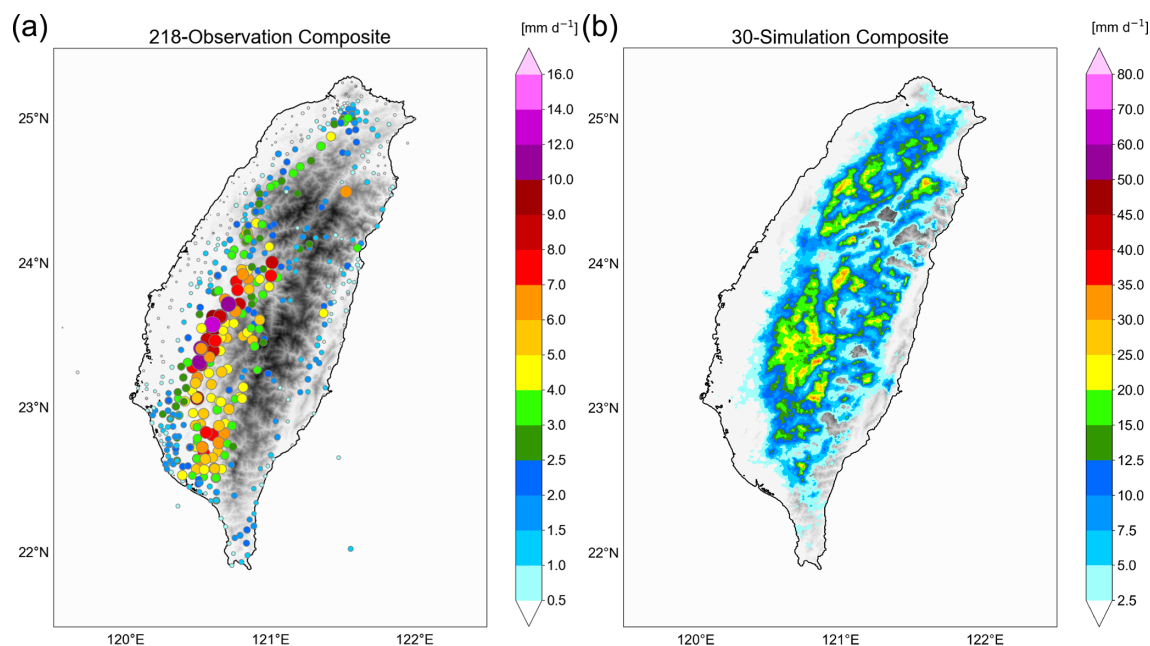 (a)
218-Observation Composite
[mm d⁻¹]
16.0
14.0
12.0
10.0
9.0
8.0
7.0
6.0
5.0
4.0
3.0
2.5
2.0
1.5
1.0
0.5
25°N
24°N
23°N
22°N
120°E
121°E
122°E
(b)
30-Simulation Composite
[mm d⁻¹]
80.0
70.0
60.0
50.0
45.0
40.0
35.0
30.0
25.0
20.0
15.0
12.5
10.0
7.5
5.0
2.5
25°N
24°N
23°N
22°N
120°E
121°E
122°E